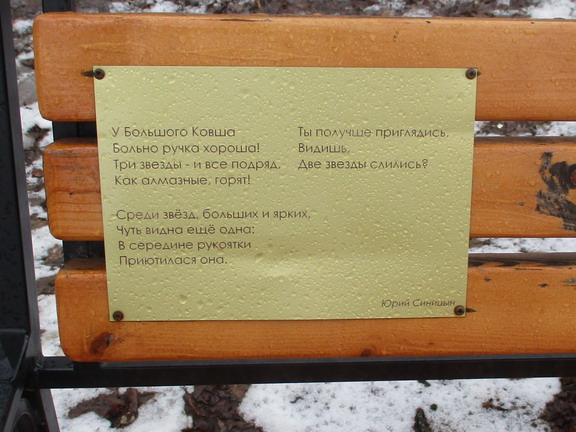 У Большого Ковша
Больно ручка хороша!
Три звезды - и все подряд,
Как алмазные, горят!
Среди звёзд, больших и ярких,
Чуть видна ещё одна:
В середине рукоятки
Приютилася она.
Ты получше приглядись,
Видишь,
Две звезды слились?
Юрий Синицын